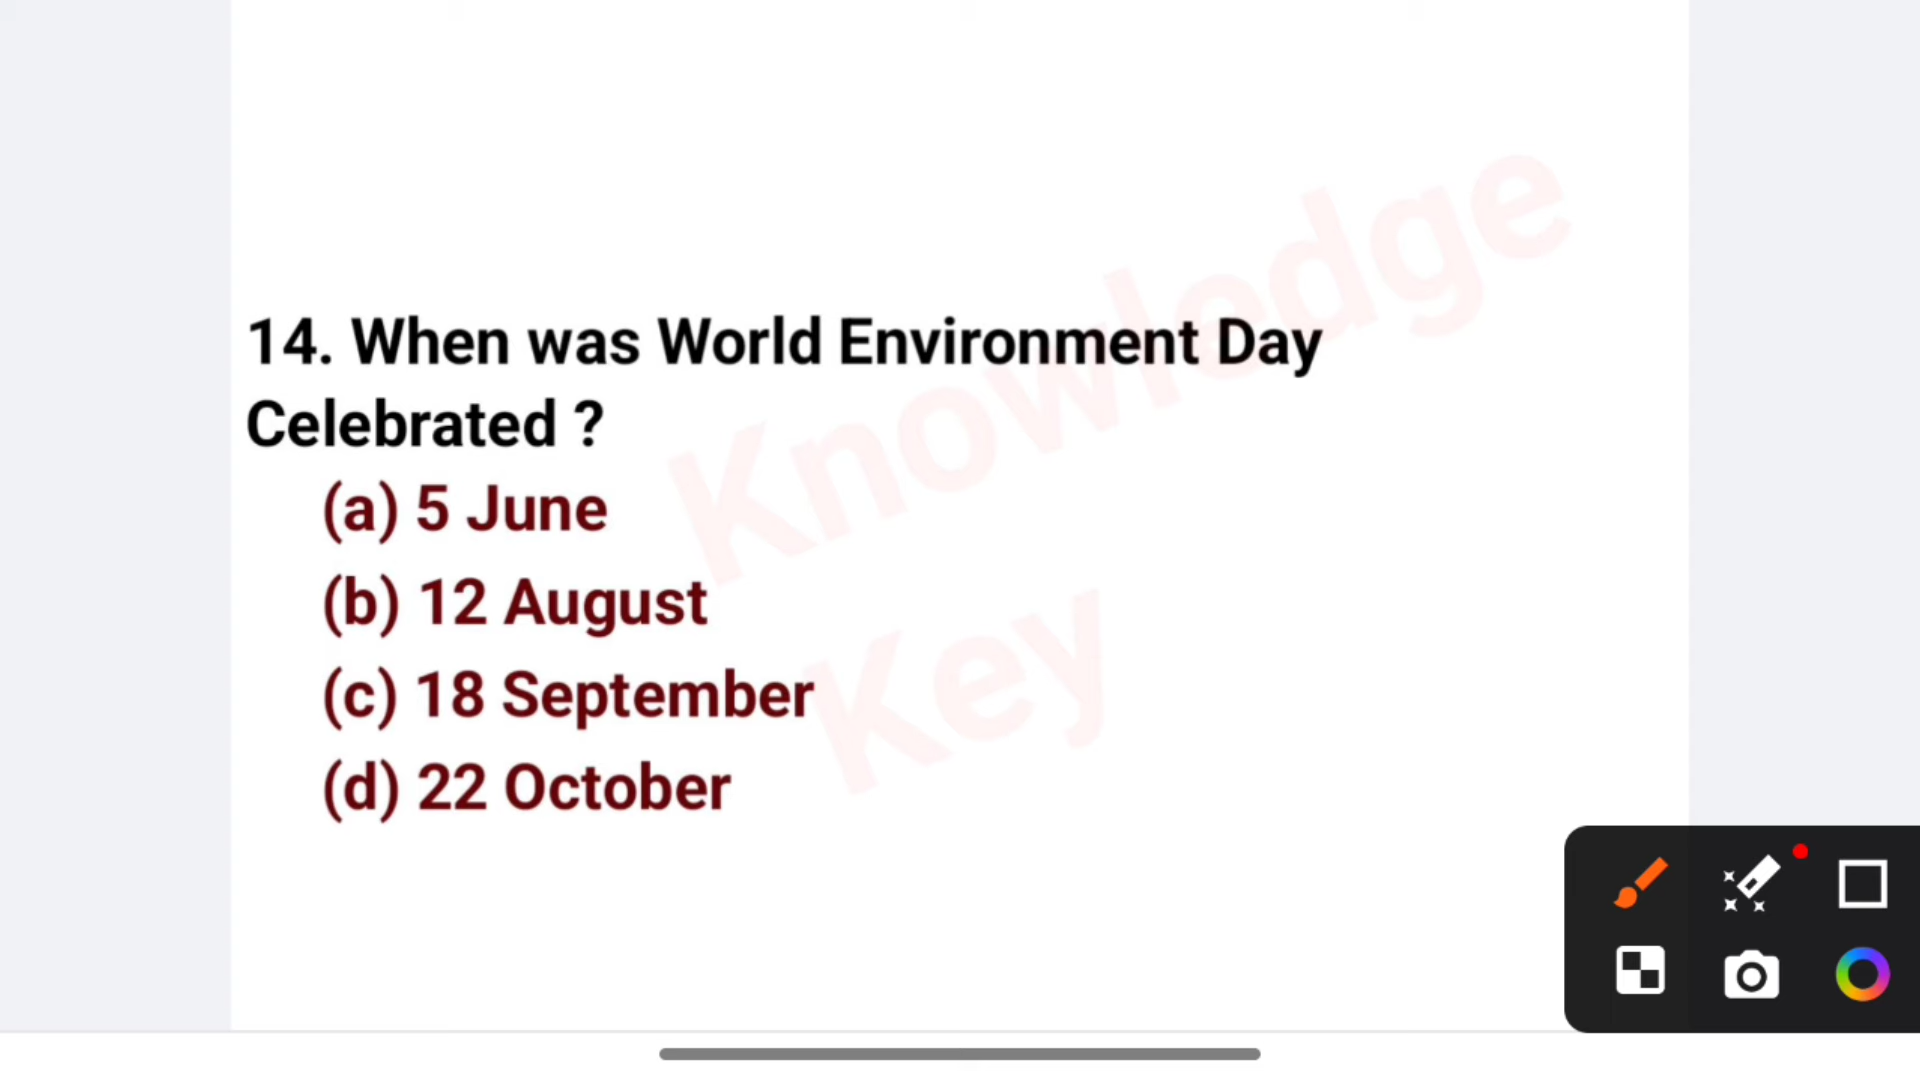 14. When was World Environment Day
Celebrated ?
(a) 5 June
(b) 12 August
(c) 18 September
(d) 22 October
Knowledge
Key